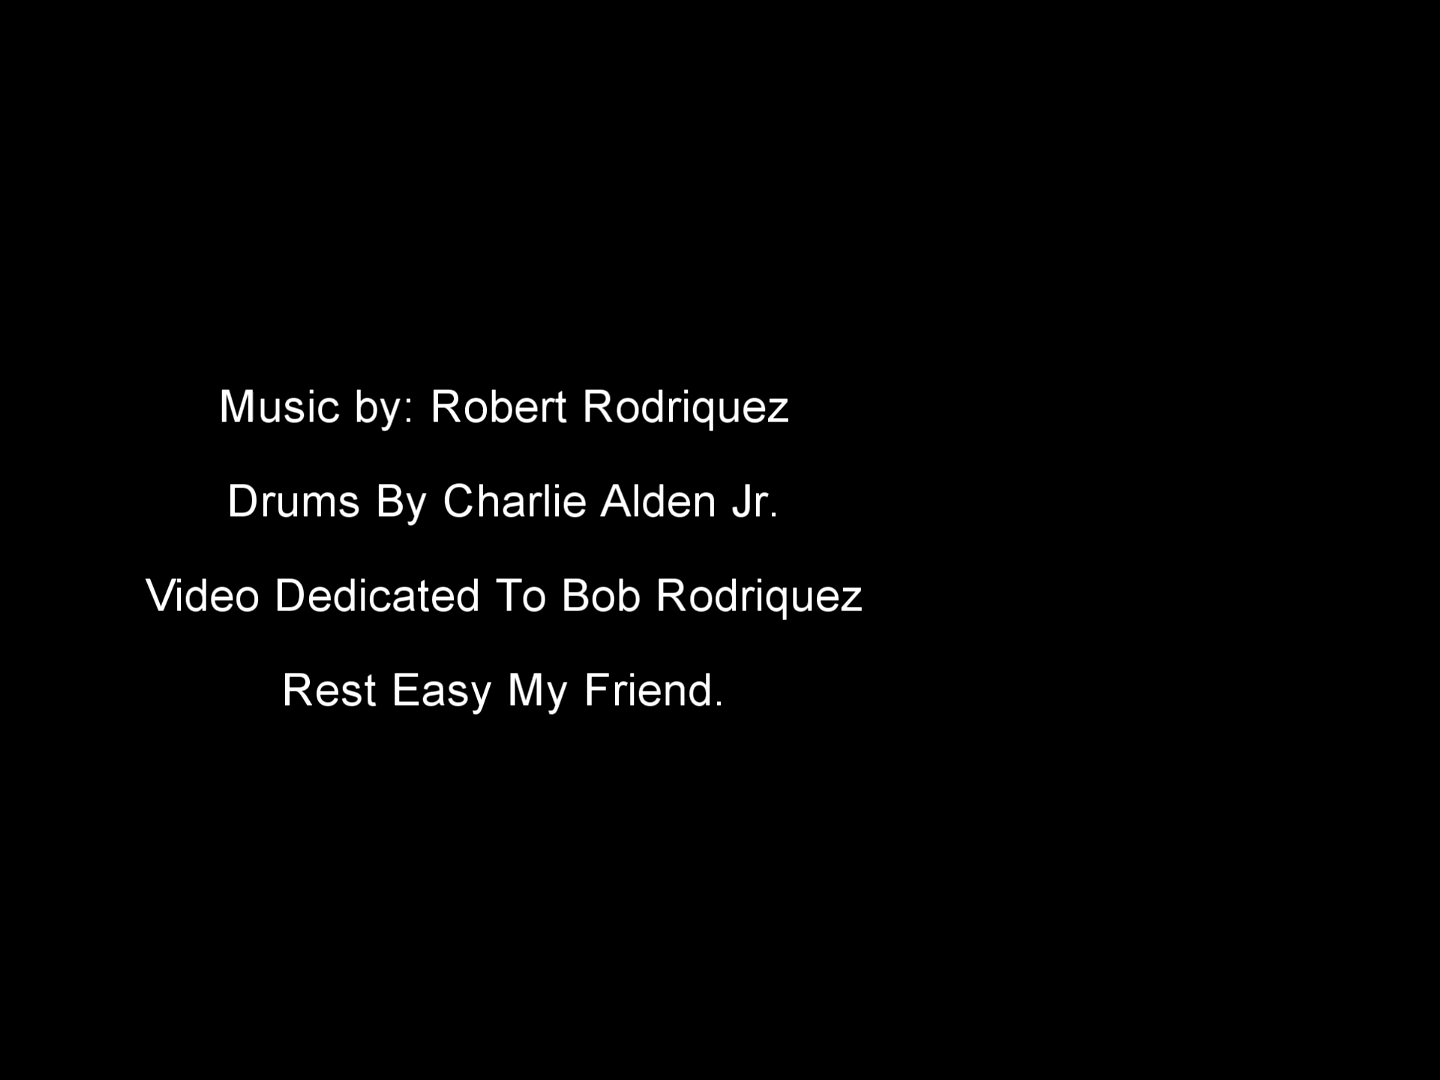 Music by: Robert Rodriquez
Drums By Charlie Alden Jr.
Video Dedicated To Bob Rodriquez
Rest Easy My Friend.